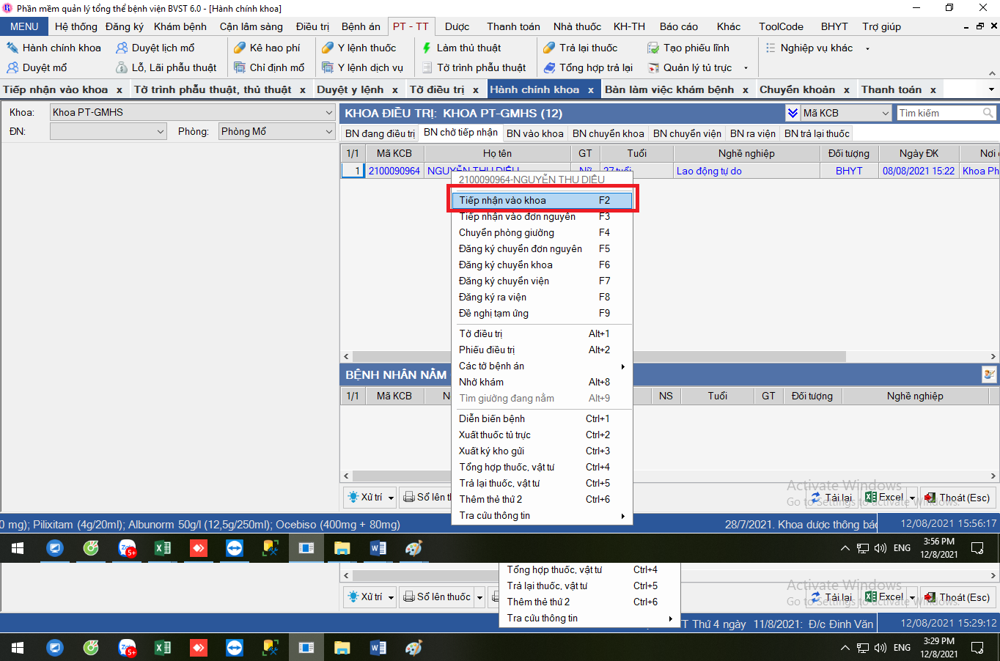 Phần mềm quản lý tổng thể bệnh viện BVST 6.0 - [Hành chính khoa]
MENU Hệ thống Đăng ký Khám bệnh Cận lâm sàng Điều trị Bệnh án PT - TT Dược Thanh toán Nhà thuốc KH-TH Báo cáo Khác ToolCode BHYT Trợ giúp
Hành chính khoa Duyệt lịch mổ Kê hao phí Y lệnh thuốc Làm thủ thuật Trả lại thuốc Tạo phiếu lĩnh Nghiệp vụ khác
Duyệt mổ Lỗ, Lãi phẫu thuật Chỉ định mổ Y lệnh dịch vụ Tờ trình phẫu thuật Tổng hợp trả lại Quản lý tủ trực
Tiếp nhận vào khoa x Tờ trình phẫu thuật, thủ thuật x Duyệt y lệnh x Tờ điều trị x Hành chính khoa x Bàn làm việc khám bệnh x Chuyển khoản x Thanh toán x
Khoa: Khoa PT-GMHS
ĐN: Phòng: Phòng Mổ
KHOA ĐIỀU TRỊ: KHOA PT-GMHS (12) Mã KCB Tìm kiếm
BN đang điều trị BN chờ tiếp nhận BN vào khoa BN chuyển khoa BN chuyển viện BN ra viện BN trả lại thuốc
1/1 Mã KCB Họ tên GT Tuổi Nghề nghiệp Đối tượng Ngày ĐK Nơi
1 2100090964 NGUYỄN THU DIỆU Nữ 27 tuổi Lao động tự do BHYT 08/08/2021 15:22 Khoa Ph
2100090964-NGUYỄN THU DIỆU
Tiếp nhận vào khoa F2
Tiếp nhận vào đơn nguyên F3
Chuyển phòng giường F4
Đăng ký chuyển đơn nguyên F5
Đăng ký chuyển khoa F6
Đăng ký chuyển viện F7
Đăng ký ra viện F8
Đề nghị tạm ứng F9
Tờ điều trị Alt+1
Phiếu điều trị Alt+2
Các tờ bệnh án
Nhờ khám Alt+8
Tìm giường đang nằm Alt+9
Diễn biến bệnh Ctrl+1
Xuất thuốc tủ trực Ctrl+2
Xuất ký kho gửi Ctrl+3
Tổng hợp thuốc, vật tư Ctrl+4
Trả lại thuốc, vật tư Ctrl+5
Thêm thẻ thứ 2 Ctrl+6
Tra cứu thông tin
BỆNH NHÂN NẰM
1/1 Mã KCB N NS Tuổi GT Đối tượng Nghề nghiệp
Activate Windows
Go to Settings to activate Windows.
Xử trí Sổ lên th Tải lại Excel Thoát (Esc)
0 mg); Pilixitam (4g/20ml); Albunorm 50g/l (12,5g/250ml); Ocebiso (400mg + 80mg) 28/7/2021. Khoa dược thông báo 12/08/2021 15:56:17
Zalo 5+ ENG 3:56 PM
12/8/2021
Tổng hợp thuốc, vật tư Ctrl+4
Trả lại thuốc, vật tư Ctrl+5
Thêm thẻ thứ 2 Ctrl+6
Tra cứu thông tin
Activate Windows
Go to Settings to activate Windows.
Xử trí Sổ lên thuốc Tải lại Excel Thoát (Esc)
T Thứ 4 ngày 11/8/2021: Đ/c Đinh Văn 12/08/2021 15:29:12
Zalo 5+ ENG 3:29 PM
12/8/2021